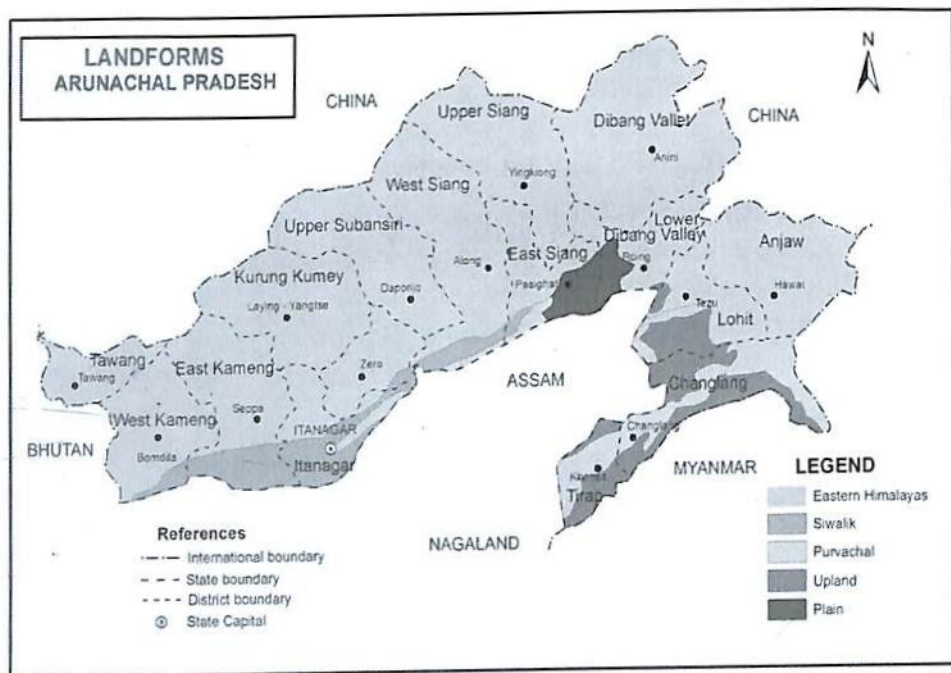 LANDFORMS
ARUNACHAL PRADESH
N
CHINA
CHINA
Upper Siang
Dibang Vallet
Anini
West Siang
Yingkiong
Upper Subansiri
Lower
Dibang Valley
Anjaw
East Siang
Along
Roing
Kurung Kumey
Pasighat
Daporijo
Hawai
Tezu
Laying - Yangtse
Lohit
Tawang
Tawang
East Kameng
Zero
ASSAM
Changlang
West Kameng
Seppa
ITANAGAR
Changlang
BHUTAN
Bomdila
Itanagar
MYANMAR
Tirap
NAGALAND
LEGEND
Eastern Himalayas
Siwalik
Purvachal
Upland
Plain
References
International boundary
State boundary
District boundary
State Capital